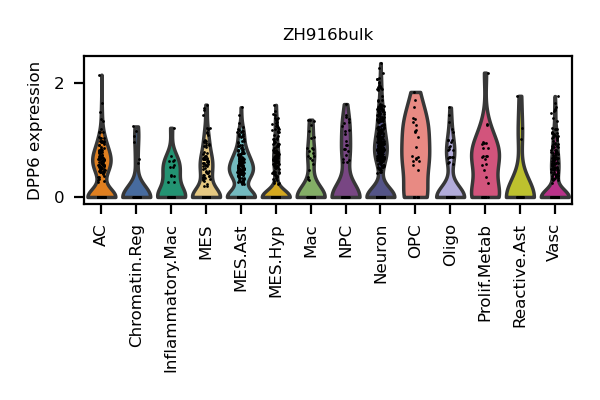 ZH916bulk
DPP6 expression
2
0
AC
Chromatin.Reg
Inflammatory.Mac
MES
MES.Ast
MES.Hyp
Mac
NPC
Neuron
OPC
Oligo
Prolif.Metab
Reactive.Ast
Vasc